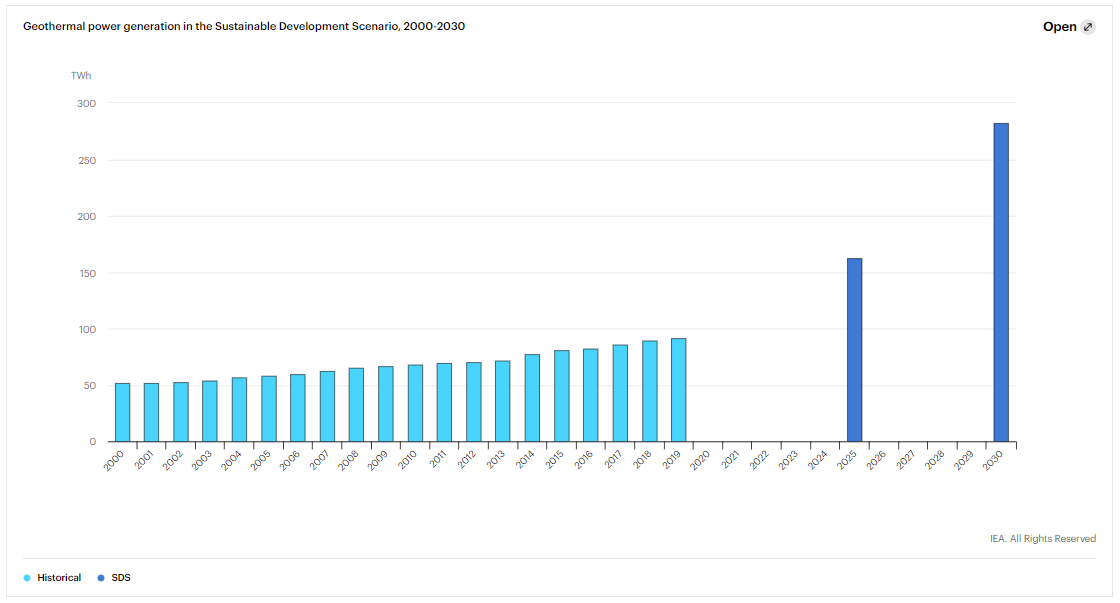 Geothermal power generation in the Sustainable Development Scenario, 2000-2030
Open
TWh
300
250
200
150
100
50
0
2000 2001 2002 2003 2004 2005 2006 2007 2008 2009 2010 2011 2012 2013 2014 2015 2016 2017 2018 2019 2020 2021 2022 2023 2024 2025 2026 2027 2028 2029 2030
IEA. All Rights Reserved
Historical SDS